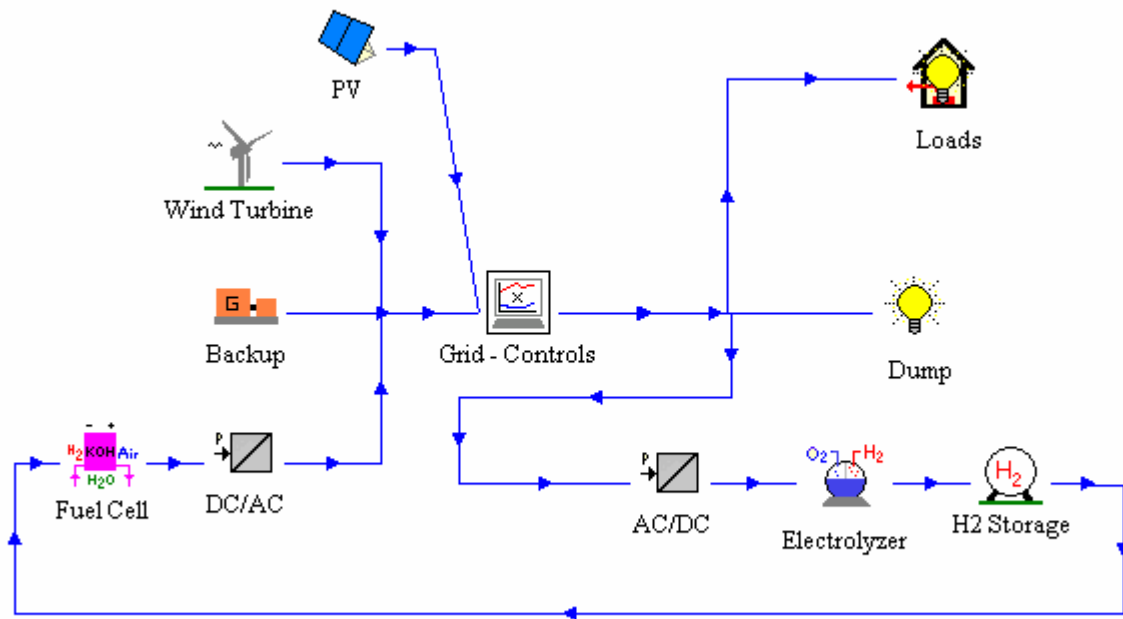 PV
Loads
Wind Turbine
G
Backup
X
Grid - Controls
Dump
- +
H2 KOH Air
H2O
Fuel Cell
P
DC/AC
P
AC/DC
O2 H2
Electrolyzer
H2
H2 Storage